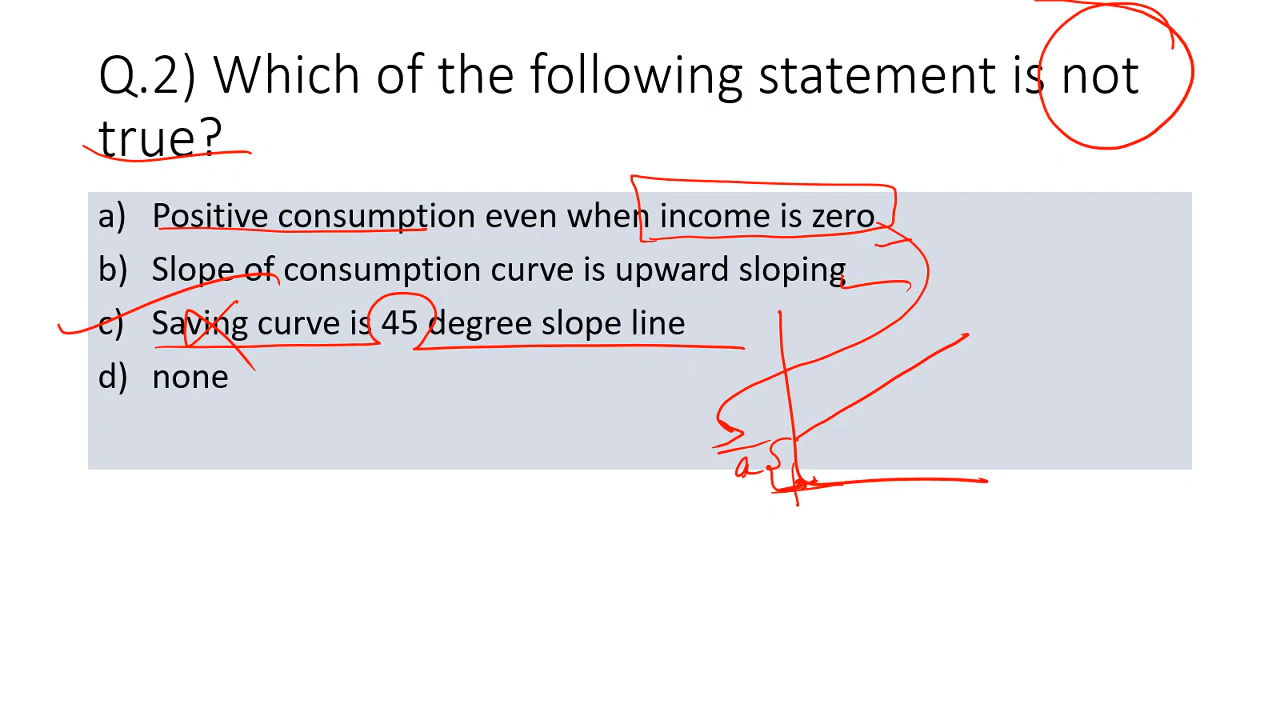 Q.2) Which of the following statement is not
true?
a) Positive consumption even when income is zero
b) Slope of consumption curve is upward sloping
c) Saving curve is 45 degree slope line
d) none
a